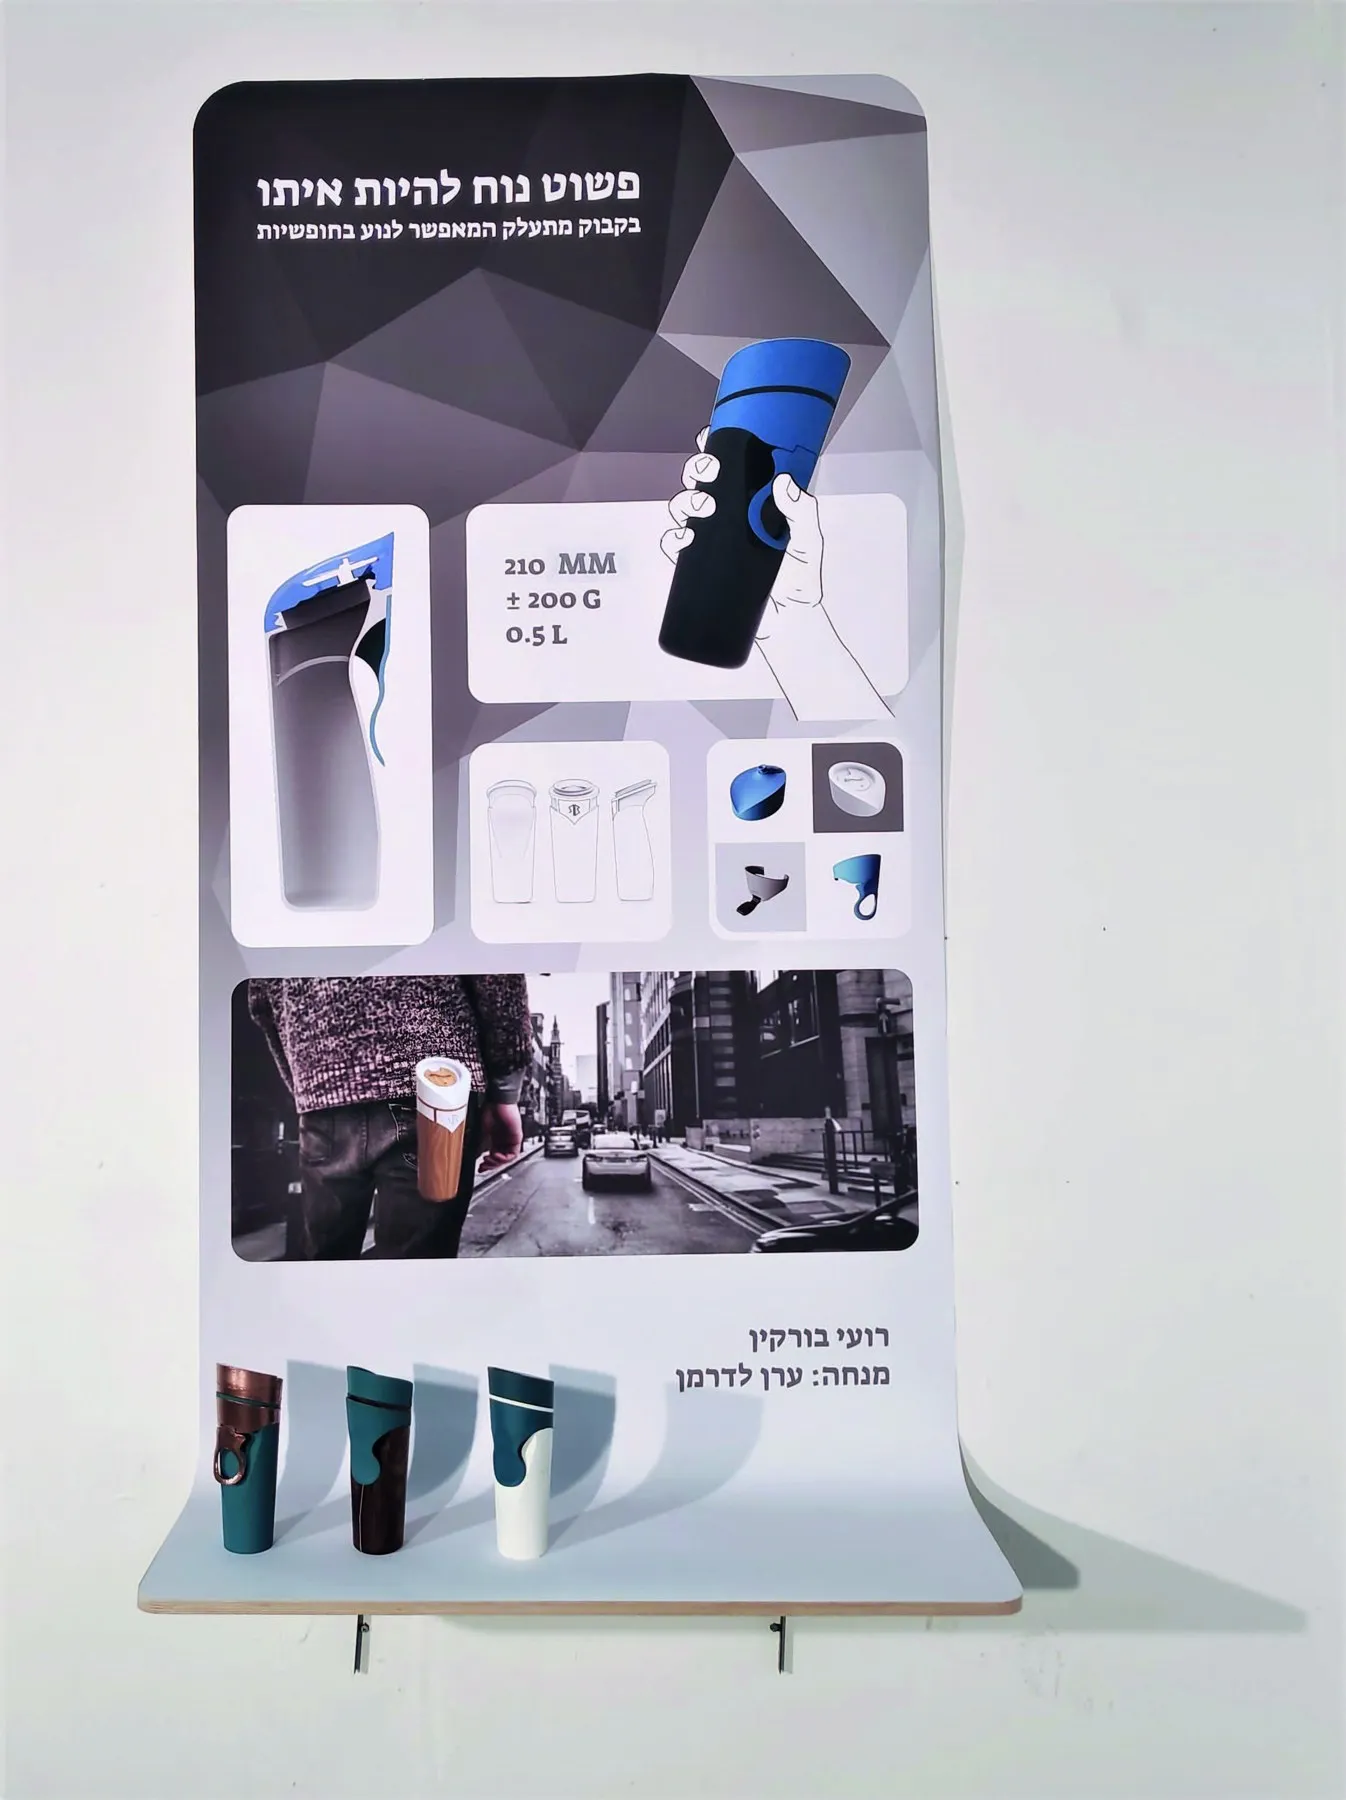 פשוט נוח להיות איתו
בקבוק מתעלק המאפשר לנוע בחופשיות
210 MM
± 200 G
0.5 L
רועי בורקין
מנחה: ערן לדרמן